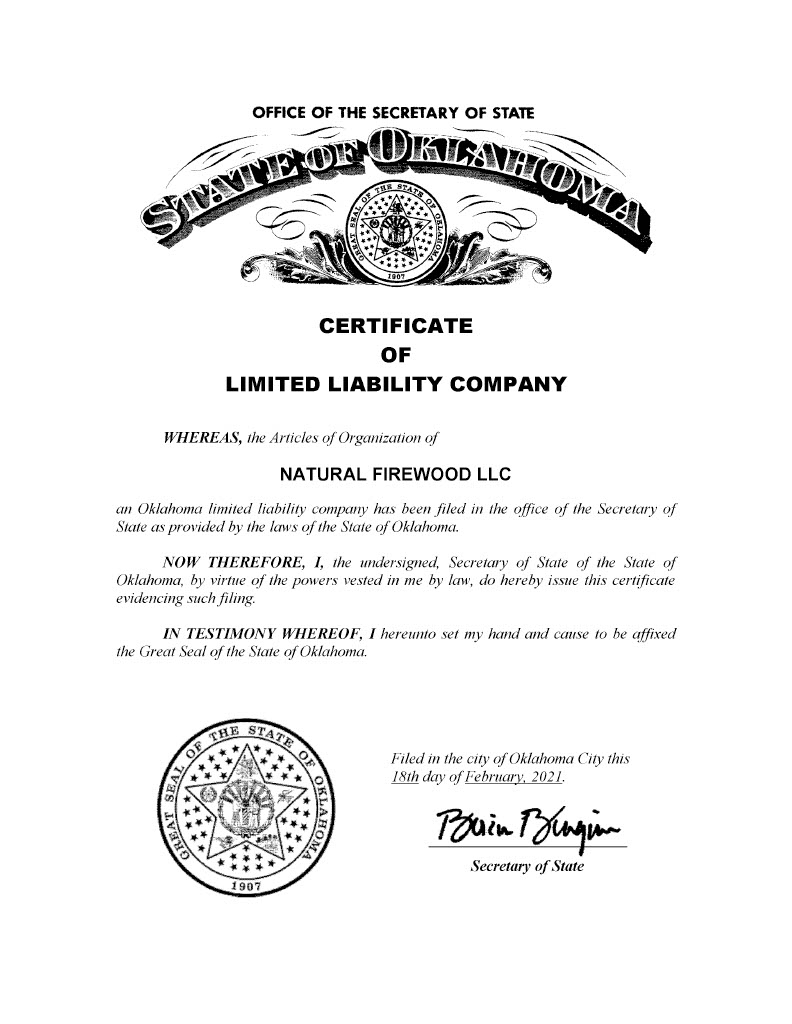 OFFICE OF THE SECRETARY OF STATE
STATE OF OKLAHOMA
GREAT SEAL OF THE STATE OF OKLAHOMA
1907
CERTIFICATE
OF
LIMITED LIABILITY COMPANY
WHEREAS, the Articles of Organization of
NATURAL FIREWOOD LLC
an Oklahoma limited liability company has been filed in the office of the Secretary of
State as provided by the laws of the State of Oklahoma.
NOW THEREFORE, I, the undersigned, Secretary of State of the State of
Oklahoma, by virtue of the powers vested in me by law, do hereby issue this certificate
evidencing such filing.
IN TESTIMONY WHEREOF, I hereunto set my hand and cause to be affixed
the Great Seal of the State of Oklahoma.
GREAT SEAL OF THE STATE OF OKLAHOMA
1907
Filed in the city of Oklahoma City this
18th day of February, 2021.
Secretary of State